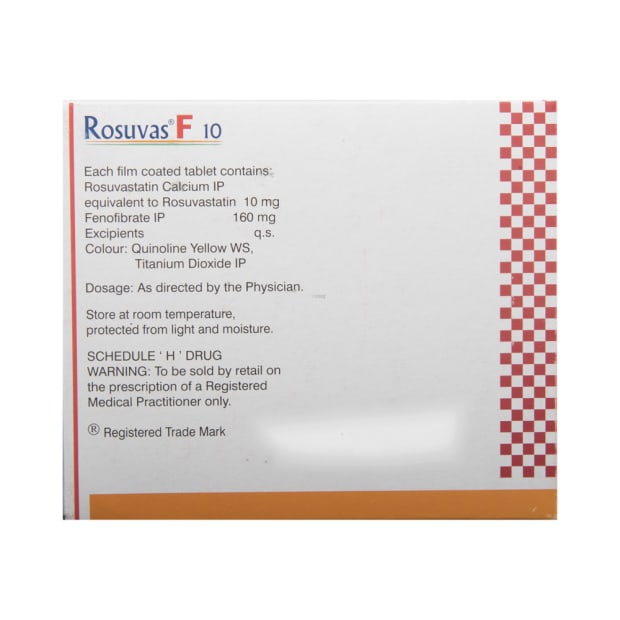 Rosuvas® F 10
Each film coated tablet contains:
Rosuvastatin Calcium IP
equivalent to Rosuvastatin 10 mg
Fenofibrate IP 160 mg
Excipients q.s.
Colour: Quinoline Yellow WS,
Titanium Dioxide IP
Dosage: As directed by the Physician.
Store at room temperature,
protected from light and moisture.
SCHEDULE ' H ' DRUG
WARNING: To be sold by retail on
the prescription of a Registered
Medical Practitioner only.
® Registered Trade Mark